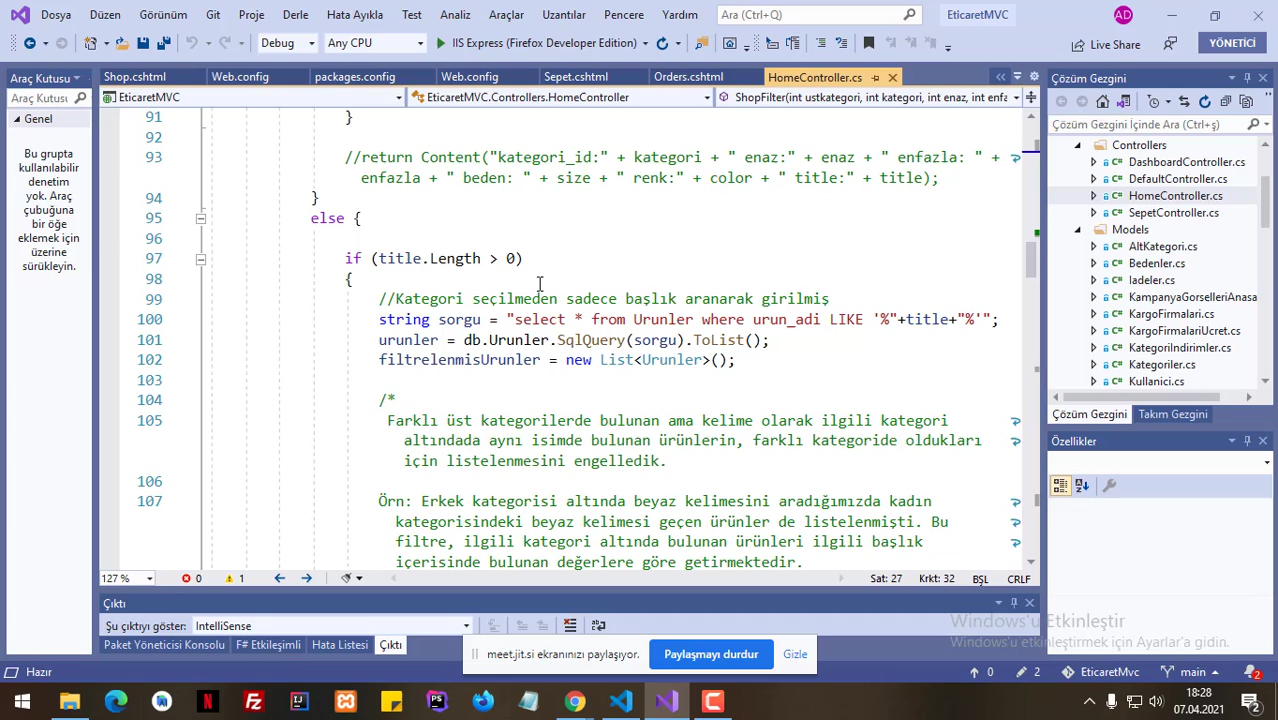 Dosya Düzen Görünüm Git Proje Derle Hata Ayıkla Test Analiz Araçlar Uzantılar Pencere Yardım Ara (Ctrl+Q) EticaretMVC AD
Debug Any CPU IIS Express (Firefox Developer Edition) Live Share YÖNETİCİ
Araç Kutusu Shop.cshtml Web.config packages.config Web.config Sepet.cshtml Orders.cshtml HomeController.cs Çözüm Gezgini
Araç Kutusu EticaretMVC EticaretMVC.Controllers.HomeController ShopFilter(int ustkategori, int kategori, int enaz, int enfa
Genel
Bu grupta
kullanılabilir
denetim
yok. Araç
çubuğuna
bir öğe
eklemek için
üzerine
sürükleyin.
91 }
92
93 //return Content("kategori_id:" + kategori + " enaz:" + enaz + " enfazla: " +
enfazla + " beden: " + size + " renk:" + color + " title:" + title);
94 }
95 else {
96
97 if (title.Length > 0)
98 {
99 //Kategori seçilmeden sadece başlık aranarak girilmiş
100 string sorgu = "select * from Urunler where urun_adi LIKE '%"+title+"%'";
101 urunler = db.Urunler.SqlQuery(sorgu).ToList();
102 filtrelenmisUrunler = new List<Urunler>();
103
104 /*
105 Farklı üst kategorilerde bulunan ama kelime olarak ilgili kategori
altındada aynı isimde bulunan ürünlerin, farklı kategoride oldukları
için listelenmesini engelledik.
106
107 Örn: Erkek kategorisi altında beyaz kelimesini aradığımızda kadın
kategorisindeki beyaz kelimesi geçen ürünler de listelenmişti. Bu
filtre, ilgili kategori altında bulunan ürünleri ilgili başlık
içerisinde bulunan değerlere göre getirmektedir.
Çözüm Gezgini İçinde Ara (Ctrl+ş)
Controllers
DashboardController.cs
DefaultController.cs
HomeController.cs
SepetController.cs
Models
AltKategori.cs
Bedenler.cs
Iadeler.cs
KampanyaGorselleriAnasa
KargoFirmalari.cs
KargoFirmalariUcret.cs
KategoriIndirimler.cs
Kategoriler.cs
Kullanici.cs
Çözüm Gezgini Takım Gezgini
Özellikler
127 % 0 1 Sat: 27 Krkt: 32 BŞL CRLF
Çıktı
Şu çıktıyı göster: IntelliSense
Paket Yöneticisi Konsolu F# Etkileşimli Hata Listesi Çıktı
meet.jit.si ekranınızı paylaşıyor. Paylaşmayı durdur Gizle
Windows'u Etkinleştir
Windows'u etkinleştirmek için Ayarlar'a gidin.
Hazır 0 2 EticaretMvc main 2
18:28
07.04.2021
2